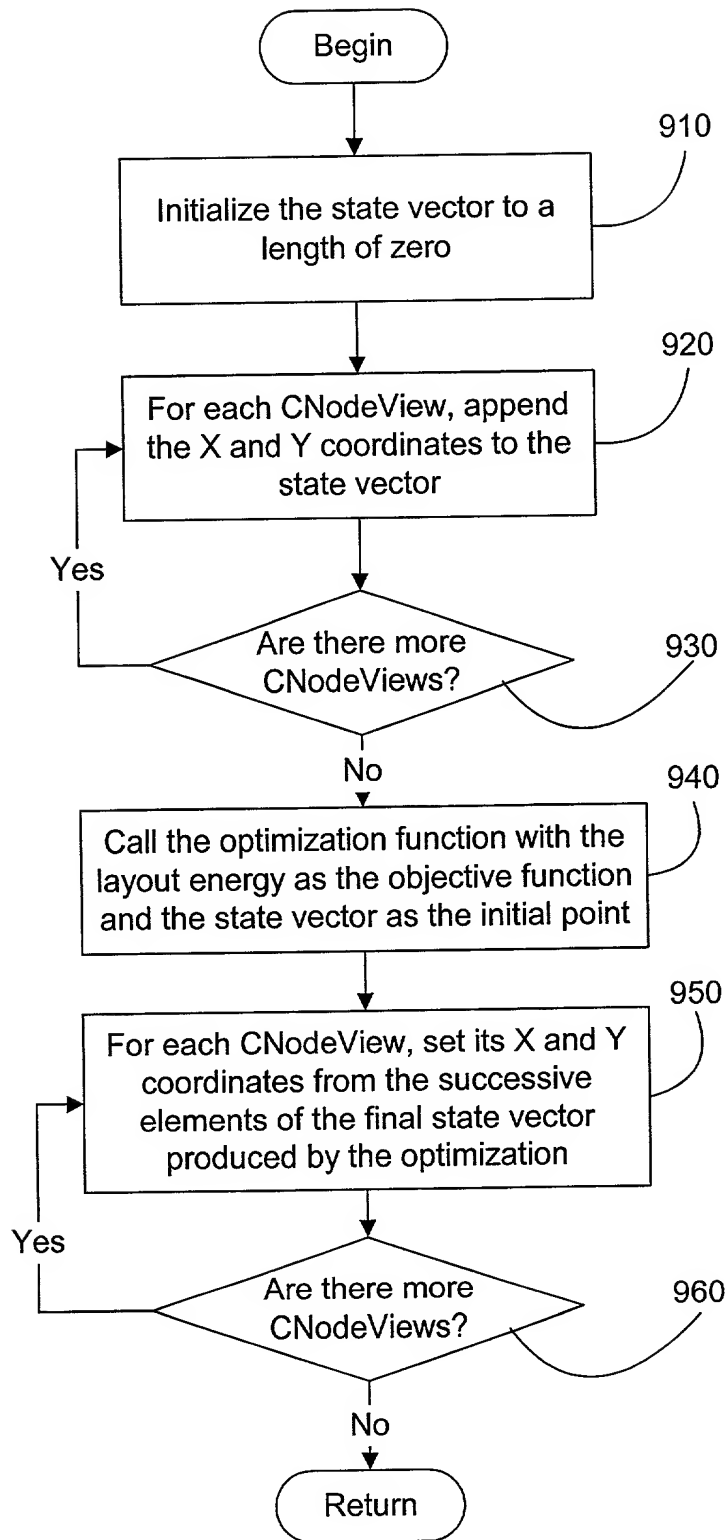 Begin
910
Initialize the state vector to a
length of zero
920
For each CNodeView, append
the X and Y coordinates to the
state vector
Yes
Are there more
CNodeViews?
930
No
940
Call the optimization function with the
layout energy as the objective function
and the state vector as the initial point
950
For each CNodeView, set its X and Y
coordinates from the successive
elements of the final state vector
produced by the optimization
Yes
Are there more
CNodeViews?
960
No
Return